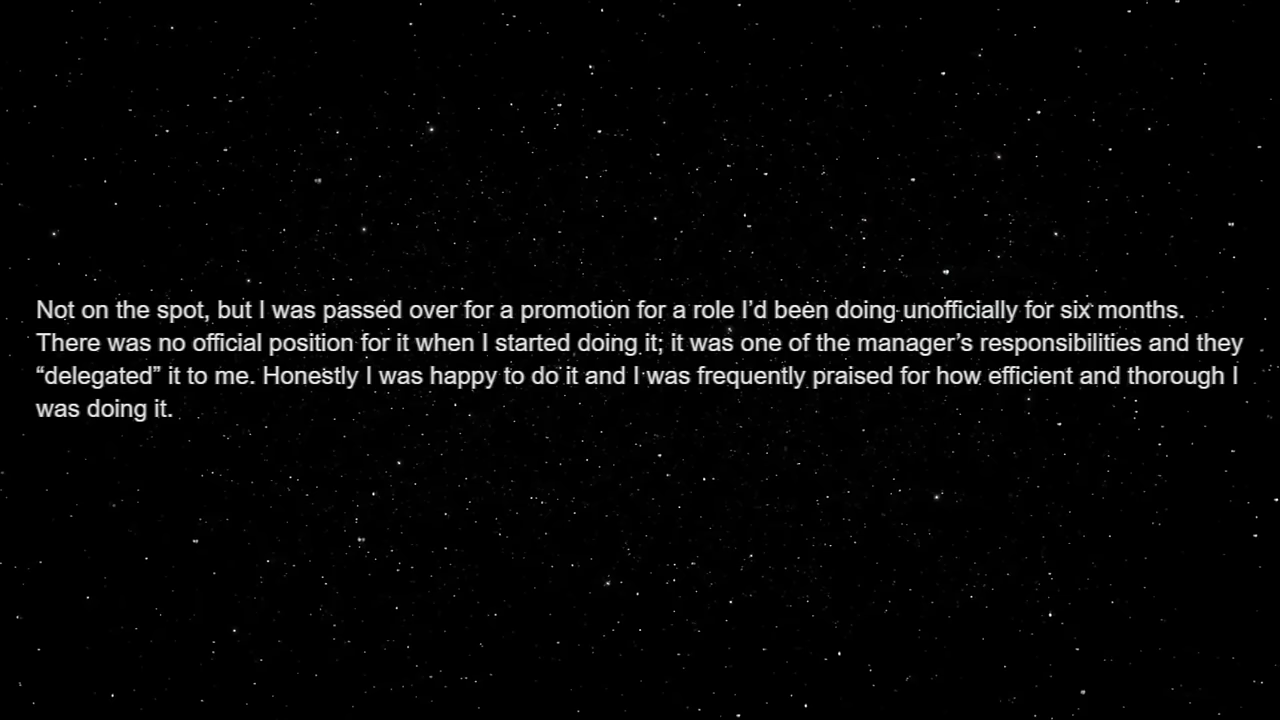 Not on the spot, but I was passed over for a promotion for a role I’d been doing unofficially for six months.
There was no official position for it when I started doing it; it was one of the manager’s responsibilities and they
“delegated” it to me. Honestly I was happy to do it and I was frequently praised for how efficient and thorough I
was doing it.